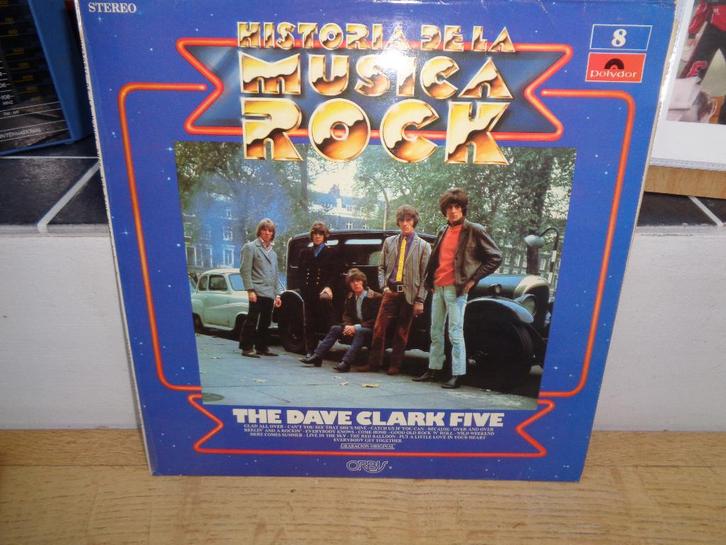 STEREO
HISTORIA DE LA
MUSICA
ROCK
8
Polydor
THE DAVE CLARK FIVE
GLAD ALL OVER - CAN'T YOU SEE THAT SHE'S MINE - CATCH US IF YOU CAN - BECAUSE - OVER AND OVER
REELIN' AND A ROCKIN' - EVERYBODY KNOWS - COME HOME - GOOD OLD ROCK 'N' ROLL - WILD WEEKEND
HERE COMES SUMMER - LIVE IN THE SKY - THE RED BALLOON - PUT A LITTLE LOVE IN YOUR HEART
EVERYBODY GET TOGETHER
GRABACION ORIGINAL
ORBIS
INTERNATIONAL